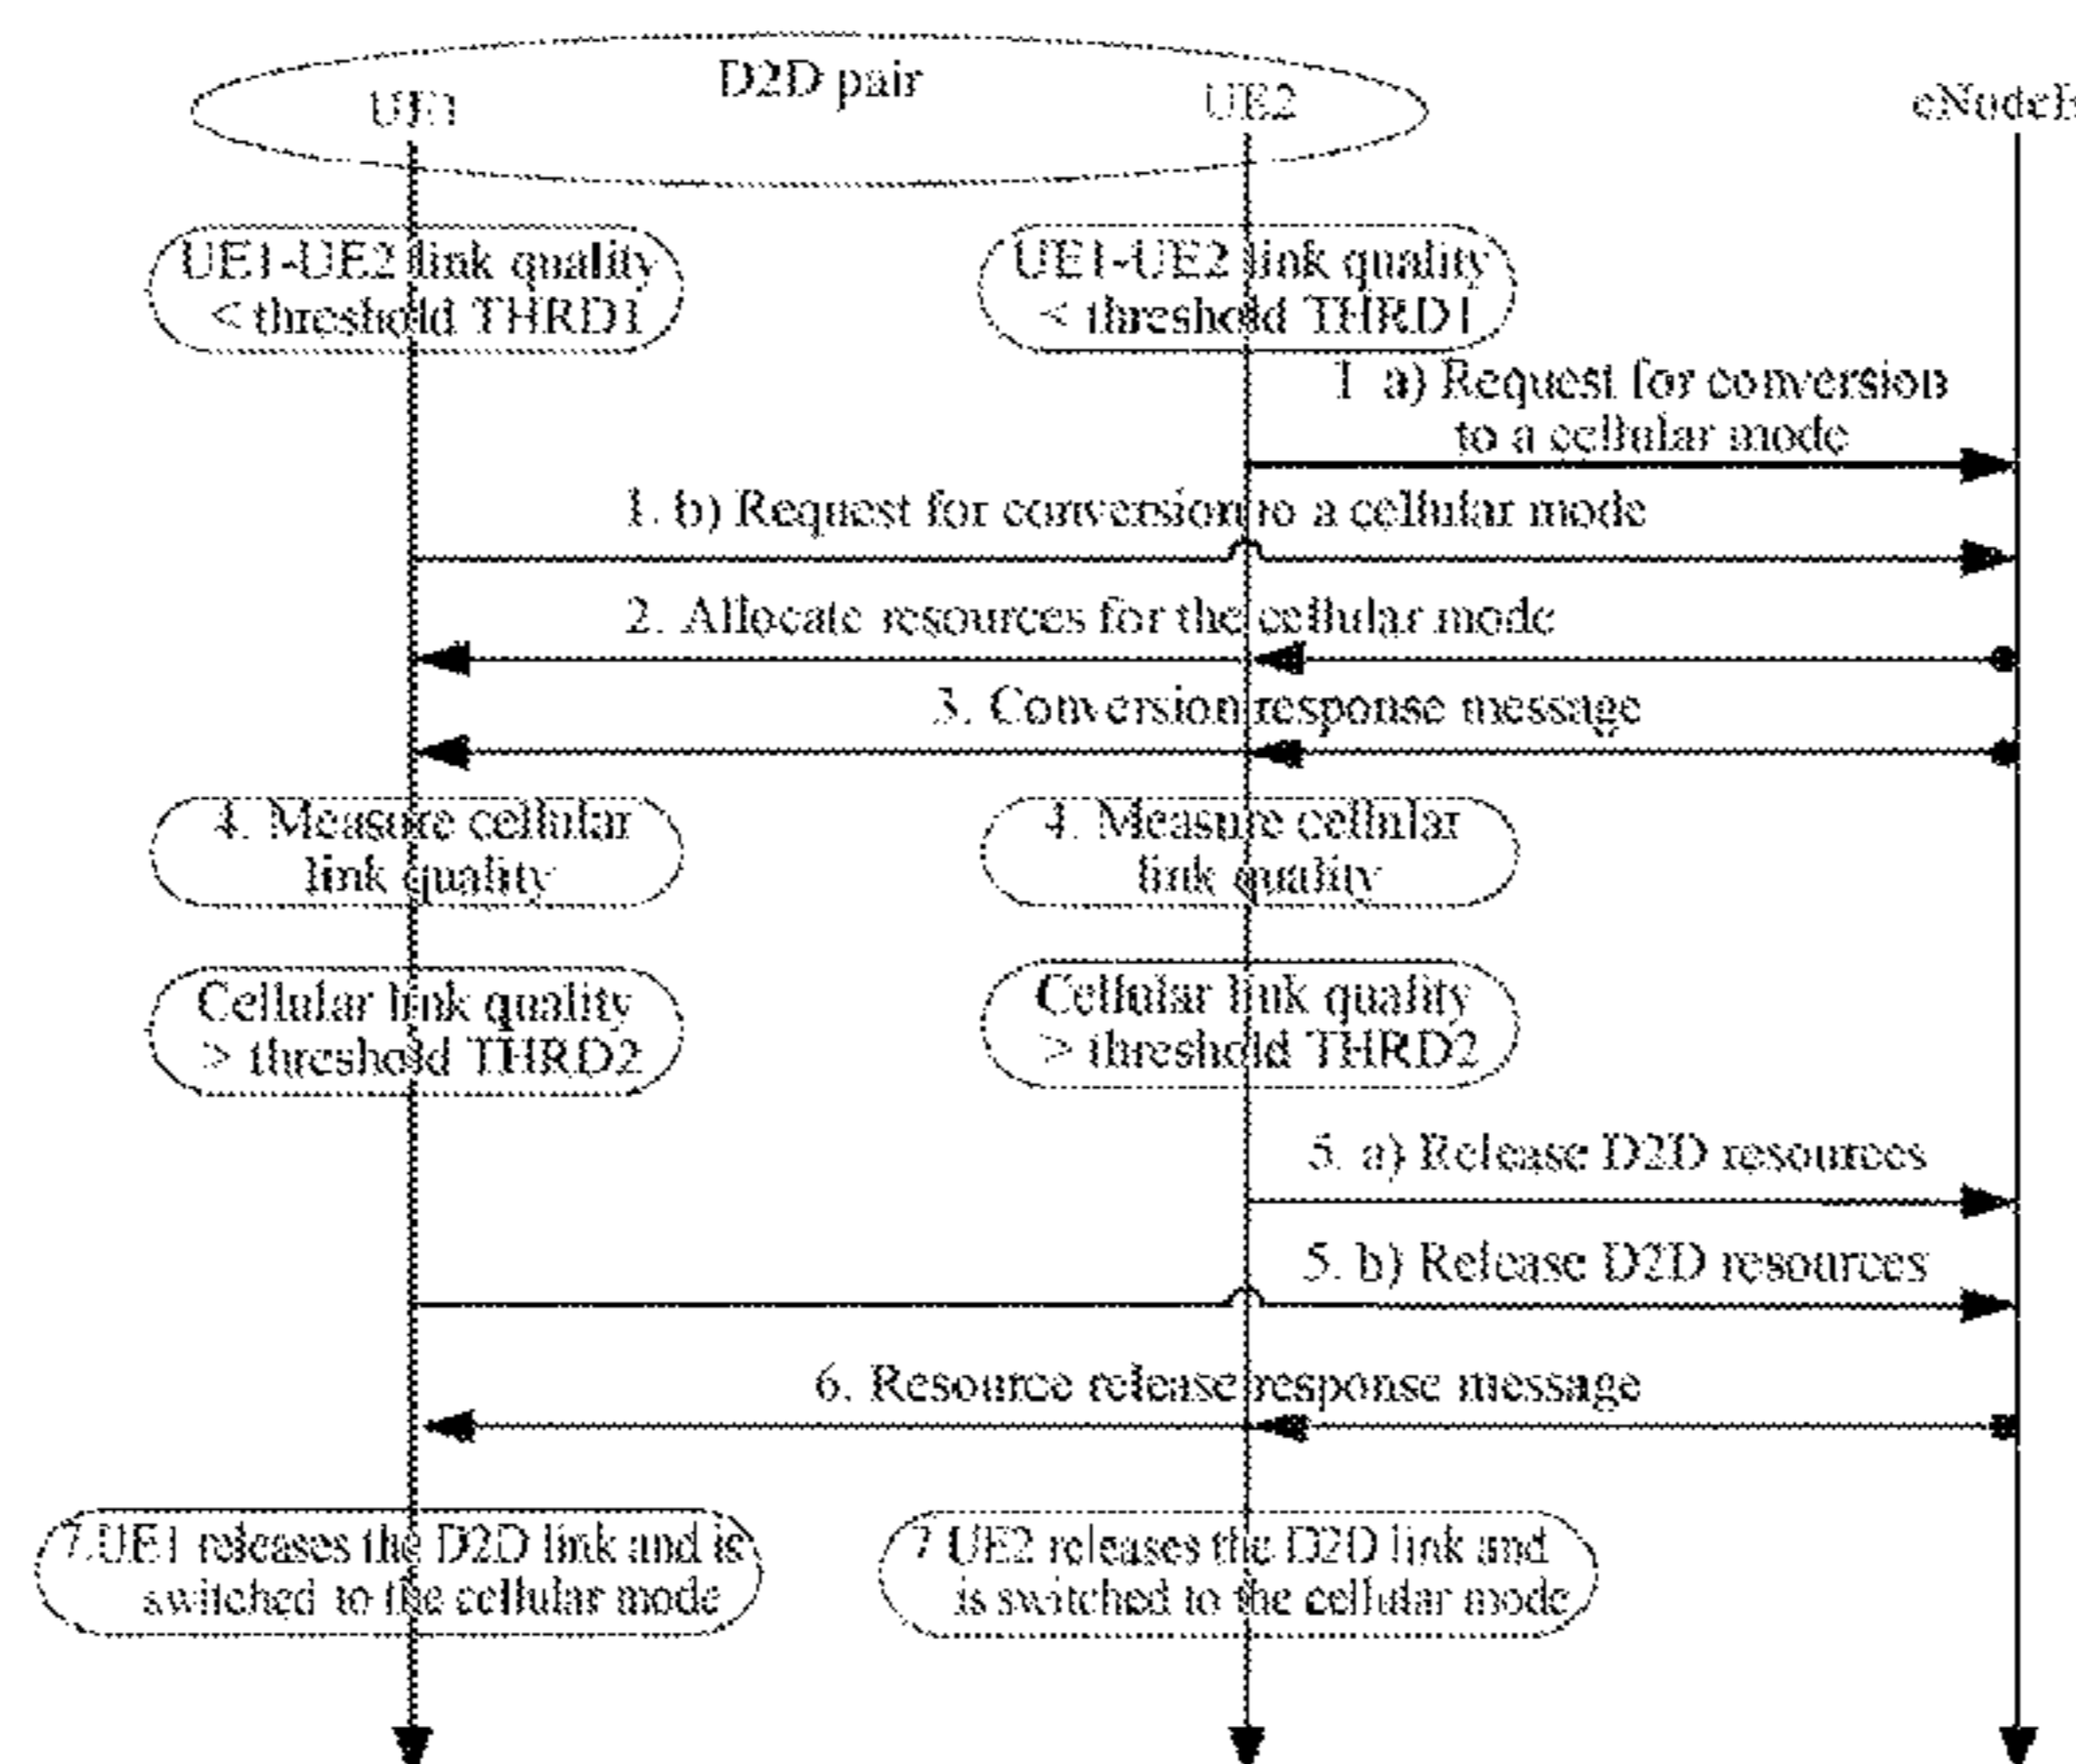 D2D pair
UE1
UE2
eNodeB
UE1-UE2 link quality
< threshold THRD1
UE1-UE2 link quality
< threshold THRD1
1 a) Request for conversion
to a cellular mode
1. b) Request for conversion to a cellular mode
2. Allocate resources for the cellular mode
3. Conversion response message
4. Measure cellular
link quality
4. Measure cellular
link quality
Cellular link quality
> threshold THRD2
Cellular link quality
> threshold THRD2
5. a) Release D2D resources
5. b) Release D2D resources
6. Resource release response message
7.UE1 releases the D2D link and is
switched to the cellular mode
7 UE2 releases the D2D link and
is switched to the cellular mode